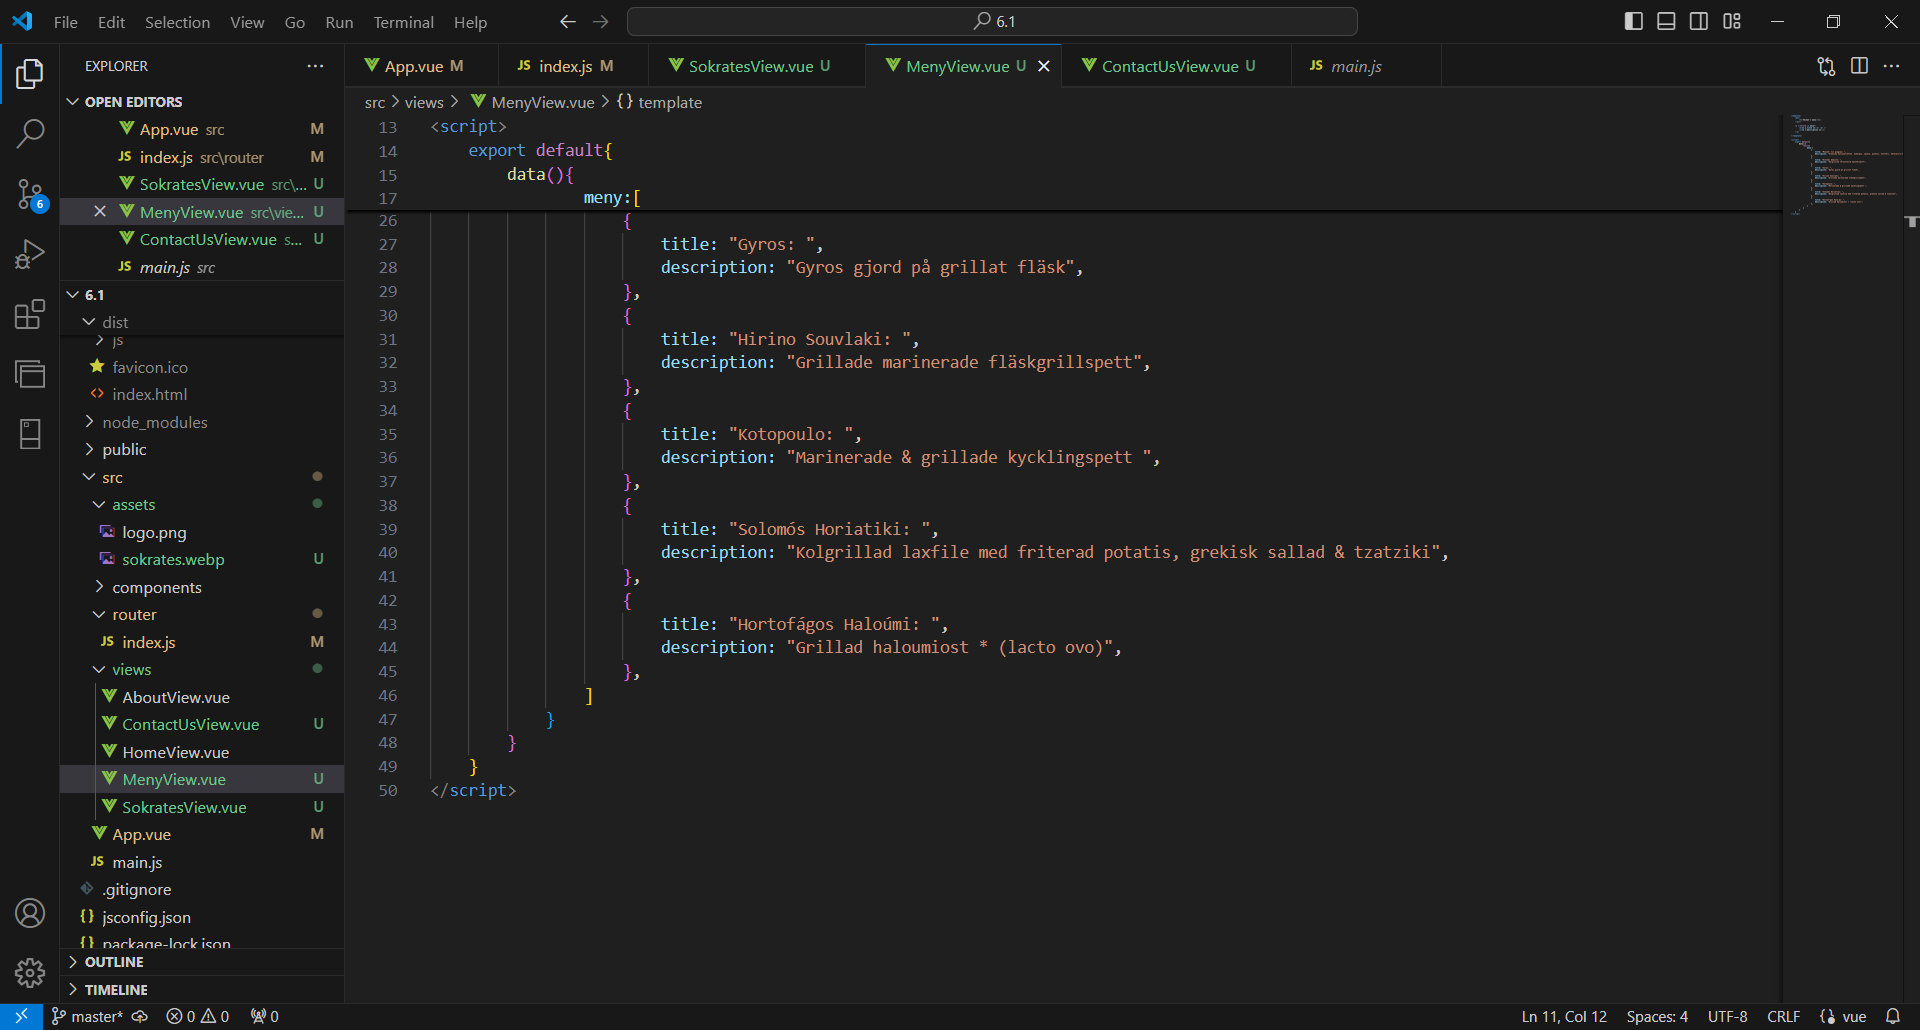 File Edit Selection View Go Run Terminal Help
6.1
EXPLORER
OPEN EDITORS
App.vue src M
index.js src\router M
SokratesView.vue src\... U
MenyView.vue src\vie... U
ContactUsView.vue s... U
main.js src
6.1
dist
js
favicon.ico
index.html
node_modules
public
src
assets
logo.png
sokrates.webp U
components
router
index.js M
views
AboutView.vue
ContactUsView.vue U
HomeView.vue
MenyView.vue U
SokratesView.vue U
App.vue M
main.js
.gitignore
jsconfig.json
package-lock.json
OUTLINE
TIMELINE
6
App.vue M
index.js M
SokratesView.vue U
MenyView.vue U
ContactUsView.vue U
main.js
src > views > MenyView.vue > {} template
13 <script>
14 export default{
15 data(){
17 meny:[
26 {
27 title: "Gyros: ",
28 description: "Gyros gjord på grillat fläsk",
29 },
30 {
31 title: "Hirino Souvlaki: ",
32 description: "Grillade marinerade fläskgrillspett",
33 },
34 {
35 title: "Kotopoulo: ",
36 description: "Marinerade & grillade kycklingspett ",
37 },
38 {
39 title: "Solomós Horiatiki: ",
40 description: "Kolgrillad laxfile med friterad potatis, grekisk sallad & tzatziki",
41 },
42 {
43 title: "Hortofágos Haloúmi: ",
44 description: "Grillad haloumiost * (lacto ovo)",
45 },
46 ]
47 }
48 }
49 }
50 </script>
master* 0 0 0
Ln 11, Col 12 Spaces: 4 UTF-8 CRLF vue